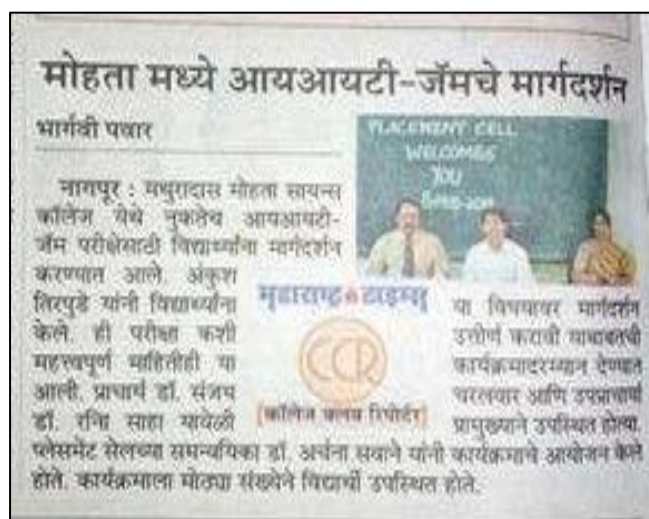 मोहता मध्ये आयआयटी-जॅमचे मार्गदर्शन
भार्गवी पवार
PLACEMENT CELL
WELCOMES
YOU
नागपूर : मथुरादास मोहता सायन्स
कॉलेज येथे नुकतेच आयआयटी-
जॅम परीक्षेसाठी विद्यार्थ्यांना मार्गदर्शन
करण्यात आले. अंकुश
तिरपुडे यांनी विद्यार्थ्यांना या विषयावर मार्गदर्शन
केले. ही परीक्षा कशी उत्तीर्ण करावी याबाबतची
महत्त्वपूर्ण माहितीही या कार्यक्रमादरम्यान देण्यात
आली. प्राचार्य डॉ. संजय चरलवार आणि उपप्राचार्या
डॉ. रत्ना साहा यावेळी प्रामुख्याने उपस्थित होत्या.
प्लेसमेंट सेलच्या समन्वयिका डॉ. अर्चना सवाने यांनी कार्यक्रमाचे आयोजन केले
होते. कार्यक्रमाला मोठ्या संख्येने विद्यार्थी उपस्थित होते.
महाराष्ट्र टाइम्स
CCR
[कॉलेज क्लब रिपोर्टर]